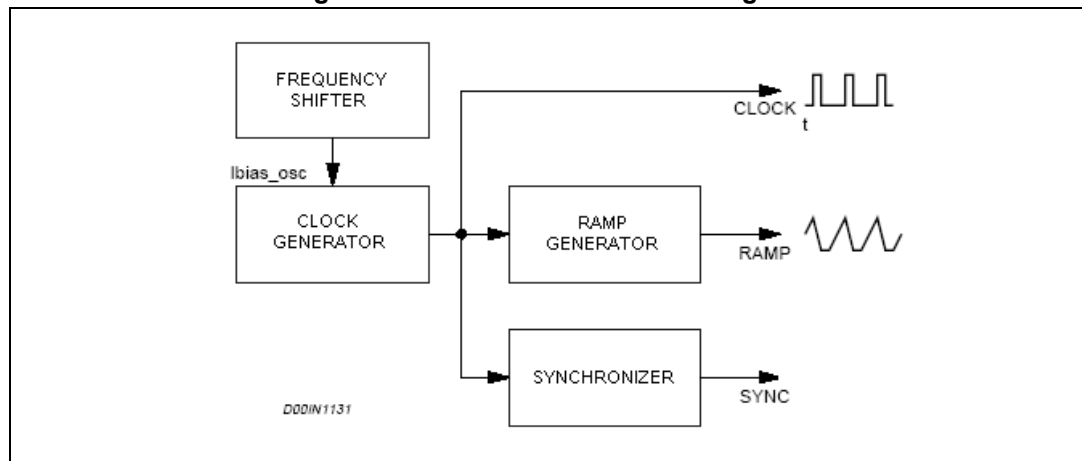 FREQUENCY
SHIFTER
CLOCK
t
Ibias_osc
CLOCK
GENERATOR
RAMP
GENERATOR
RAMP
SYNCHRONIZER
SYNC
D00IN1131